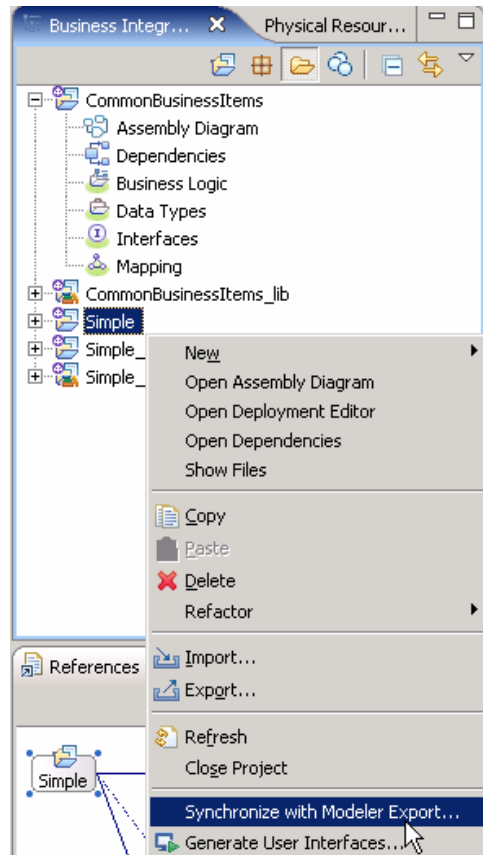 Business Integr... Physical Resour...
CommonBusinessItems
Assembly Diagram
Dependencies
Business Logic
Data Types
Interfaces
Mapping
CommonBusinessItems_lib
Simple
Simple_
Simple_
New
Open Assembly Diagram
Open Deployment Editor
Open Dependencies
Show Files
Copy
Paste
Delete
Refactor
Import...
Export...
Refresh
Close Project
Synchronize with Modeler Export...
Generate User Interfaces...
References
Simple